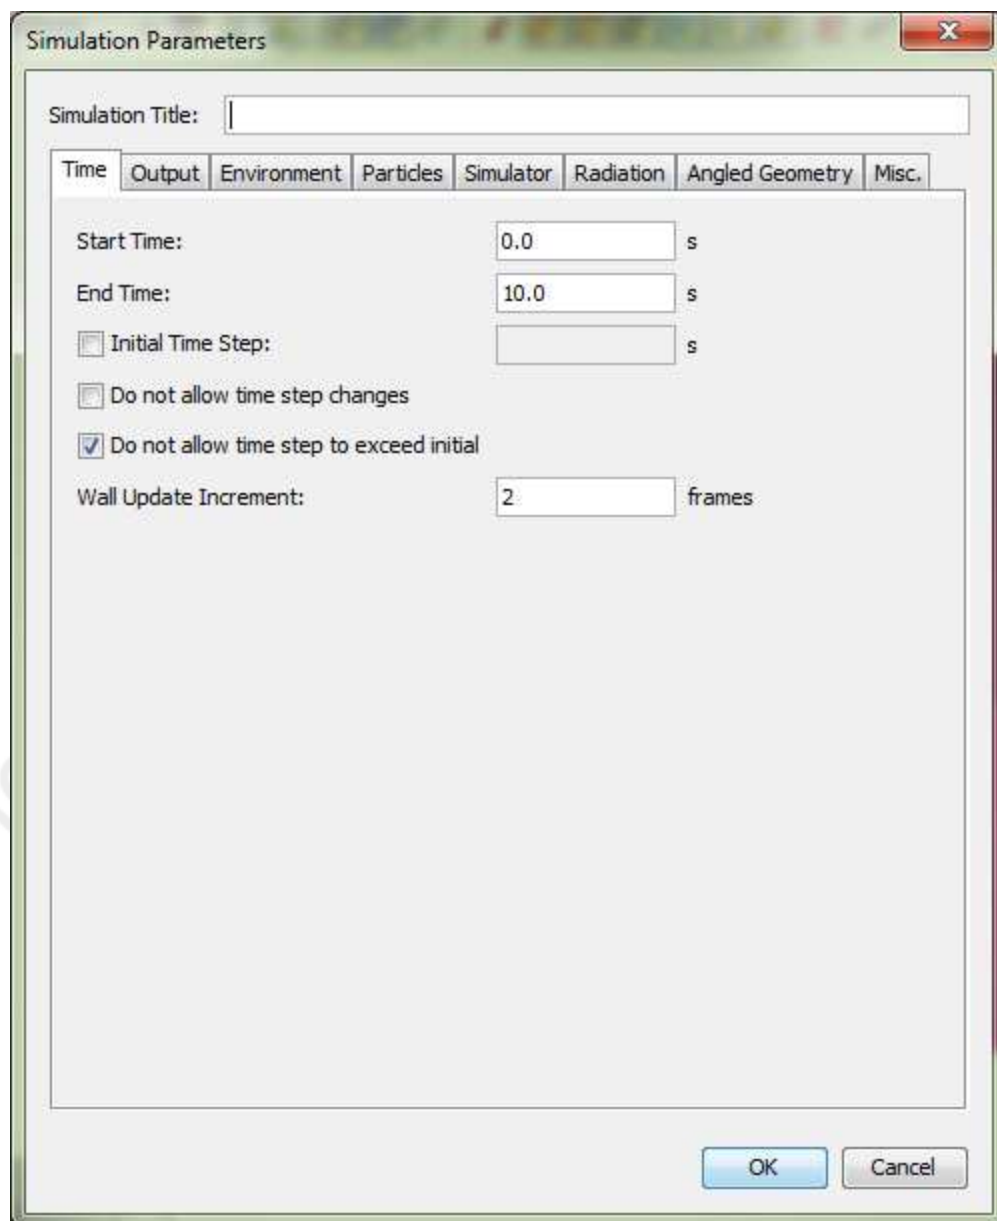 Simulation Parameters
Simulation Title:
Time Output Environment Particles Simulator Radiation Angled Geometry Misc.
Start Time: 0.0 s
End Time: 10.0 s
Initial Time Step: s
Do not allow time step changes
Do not allow time step to exceed initial
Wall Update Increment: 2 frames
OK Cancel